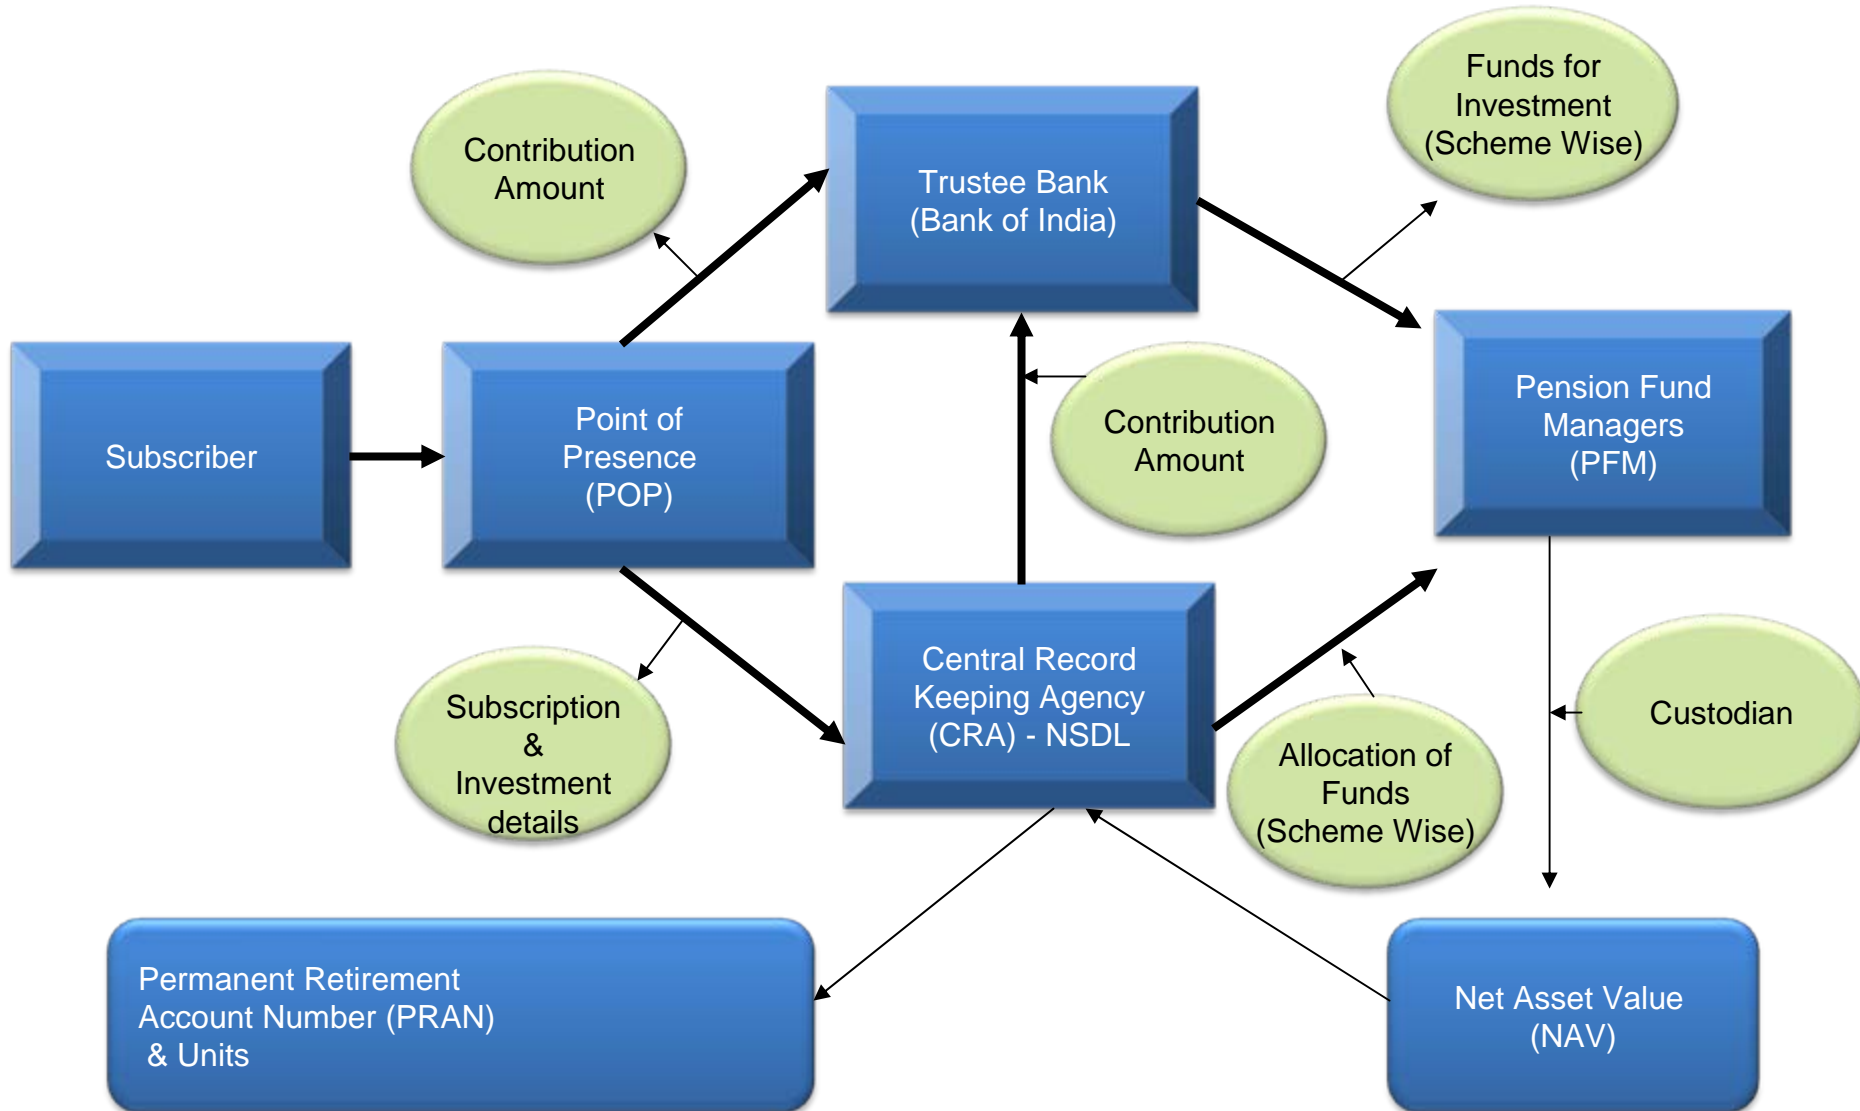 Funds for
Investment
(Scheme Wise)
Contribution
Amount
Trustee Bank
(Bank of India)
Subscriber
Point of
Presence
(POP)
Contribution
Amount
Pension Fund
Managers
(PFM)
Subscription
&
Investment
details
Central Record
Keeping Agency
(CRA) - NSDL
Allocation of
Funds
(Scheme Wise)
Custodian
Permanent Retirement
Account Number (PRAN)
& Units
Net Asset Value
(NAV)